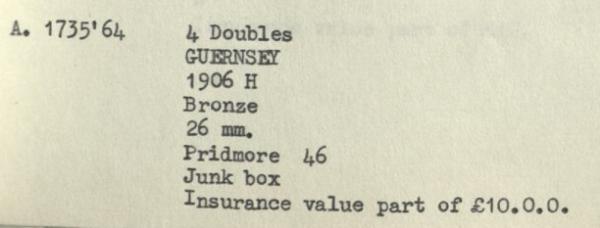 A. 1735'64 4 Doubles
GUERNSEY
1906 H
Bronze
26 mm.
Pridmore 46
Junk box
Insurance value part of £10.0.0.